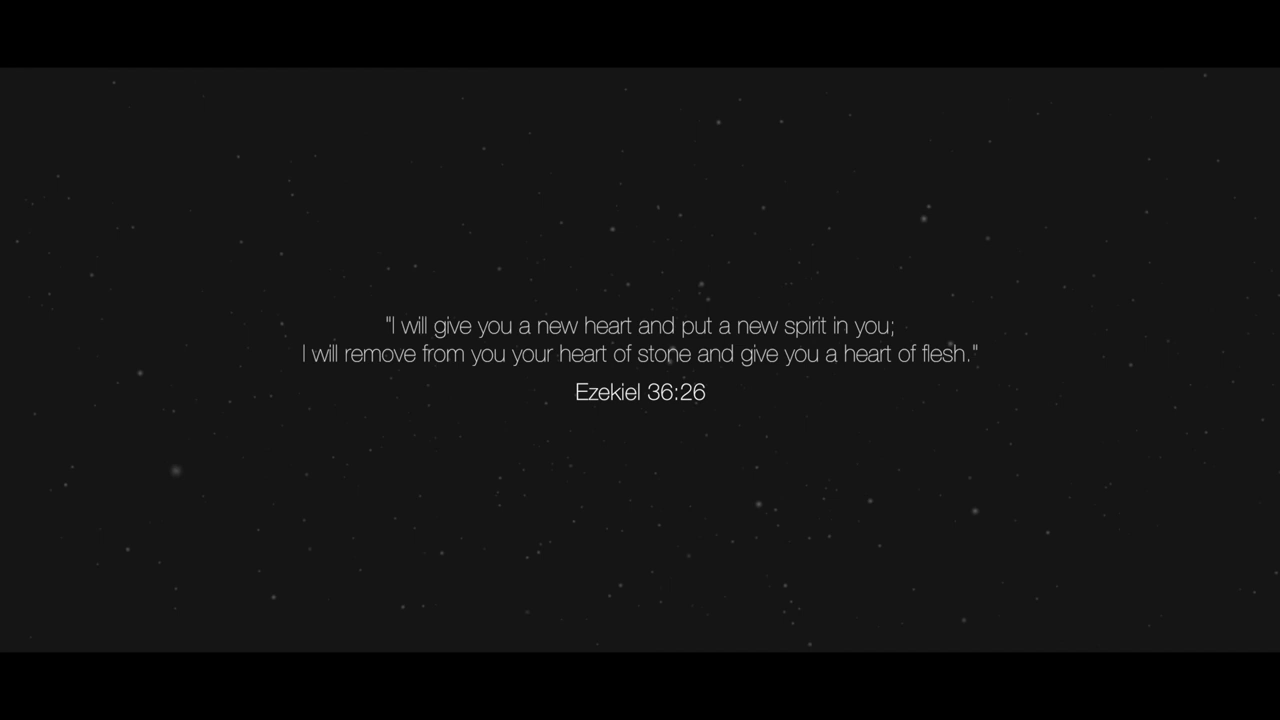 "I will give you a new heart and put a new spirit in you;
I will remove from you your heart of stone and give you a heart of flesh."
Ezekiel 36:26